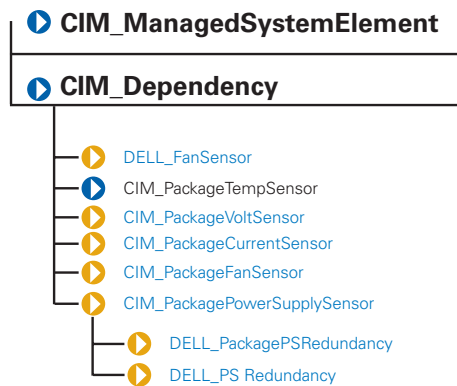 CIM_ManagedSystemElement
CIM_Dependency
DELL_FanSensor
CIM_PackageTempSensor
CIM_PackageVoltSensor
CIM_PackageCurrentSensor
CIM_PackageFanSensor
CIM_PackagePowerSupplySensor
DELL_PackagePSRedundancy
DELL_PS Redundancy